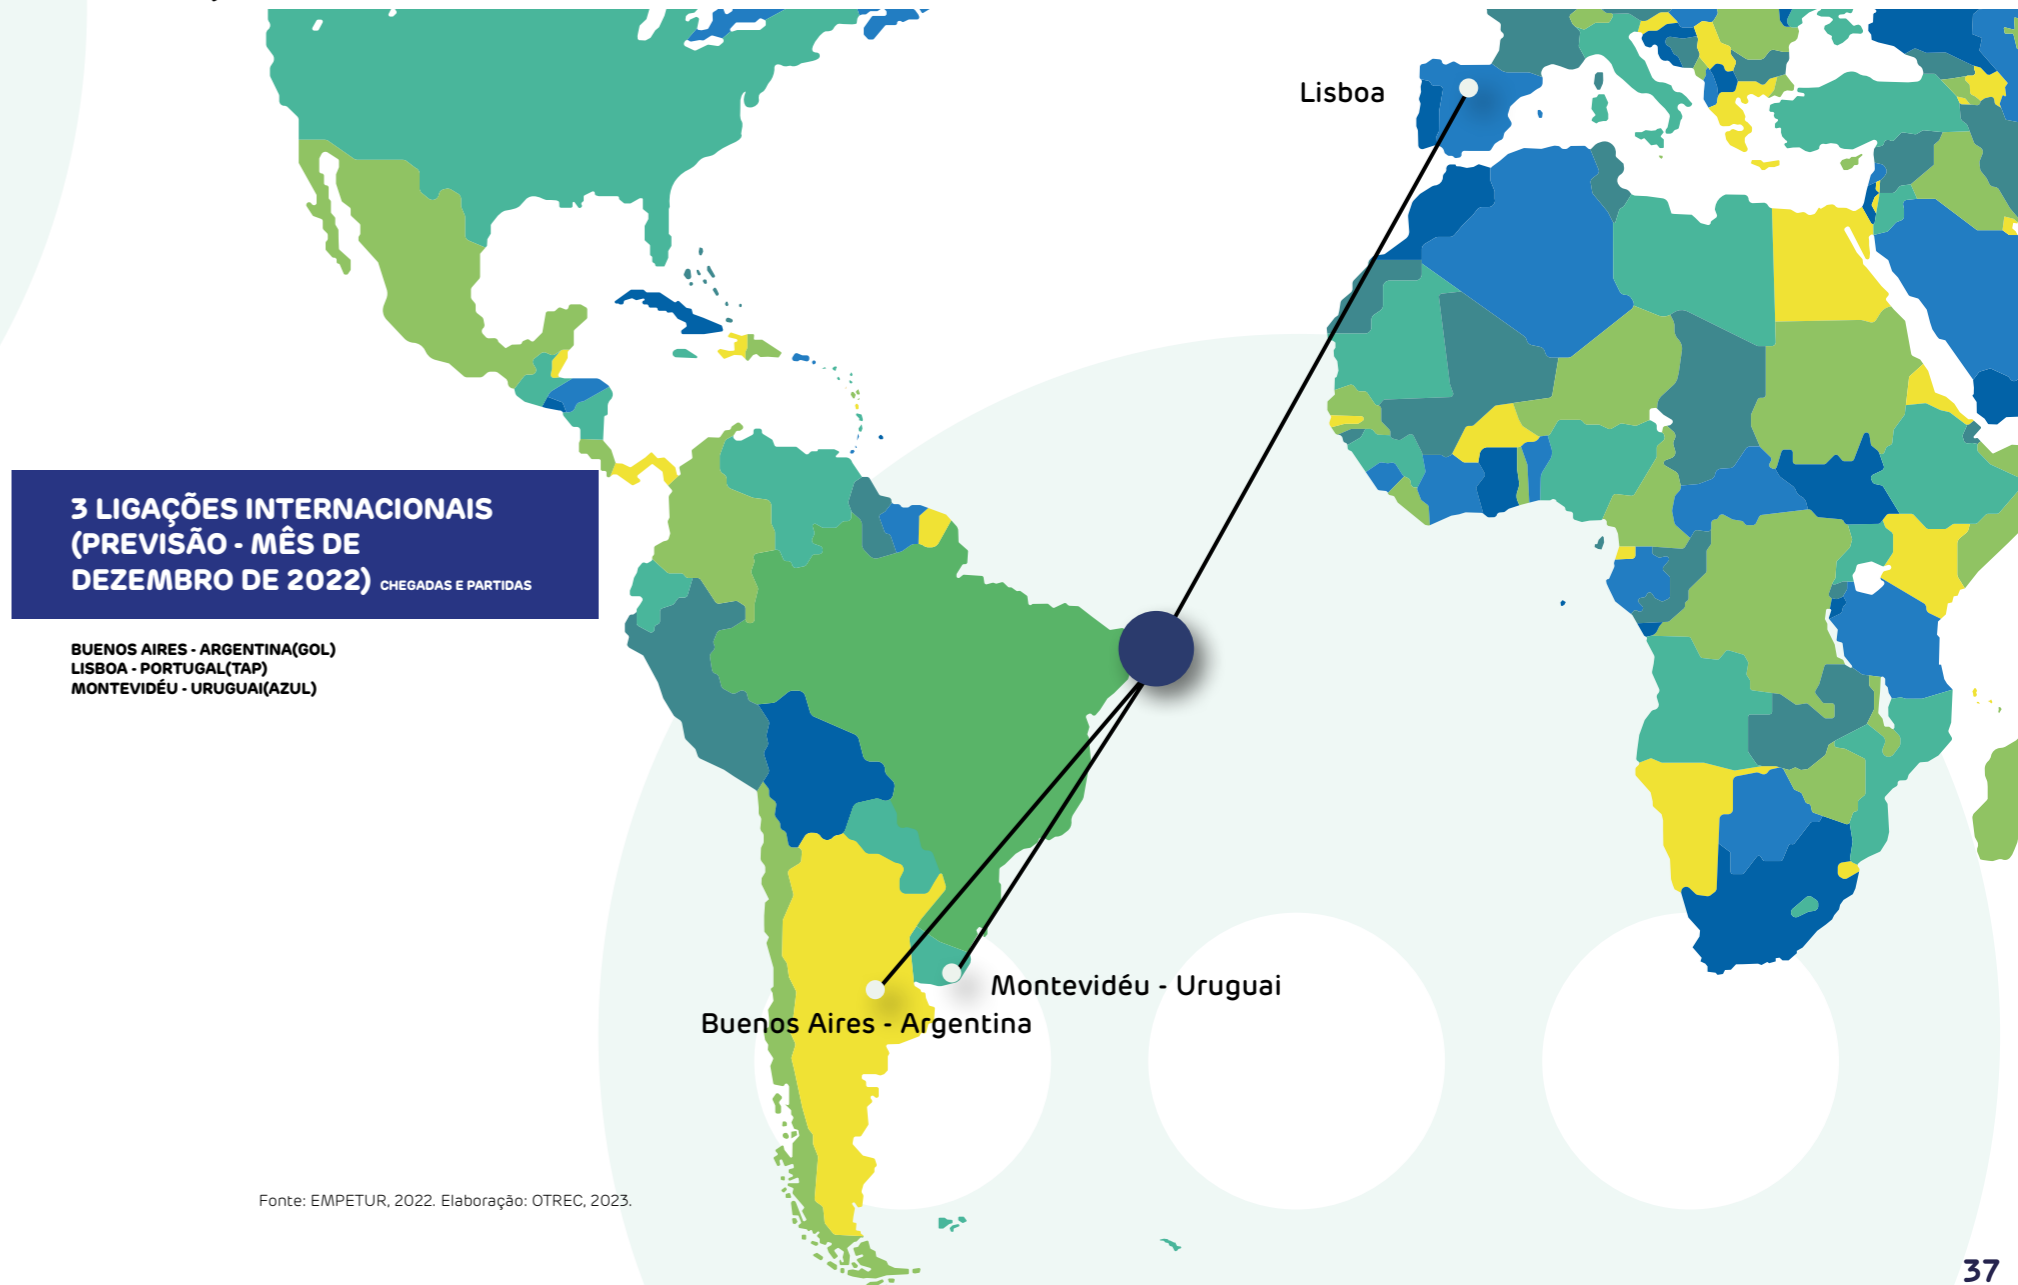 Lisboa
3 LIGAÇÕES INTERNACIONAIS
(PREVISÃO - MÊS DE
DEZEMBRO DE 2022) CHEGADAS E PARTIDAS
BUENOS AIRES - ARGENTINA(GOL)
LISBOA - PORTUGAL(TAP)
MONTEVIDÉU - URUGUAI(AZUL)
Montevidéu - Uruguai
Buenos Aires - Argentina
Fonte: EMPETUR, 2022. Elaboração: OTREC, 2023.
37